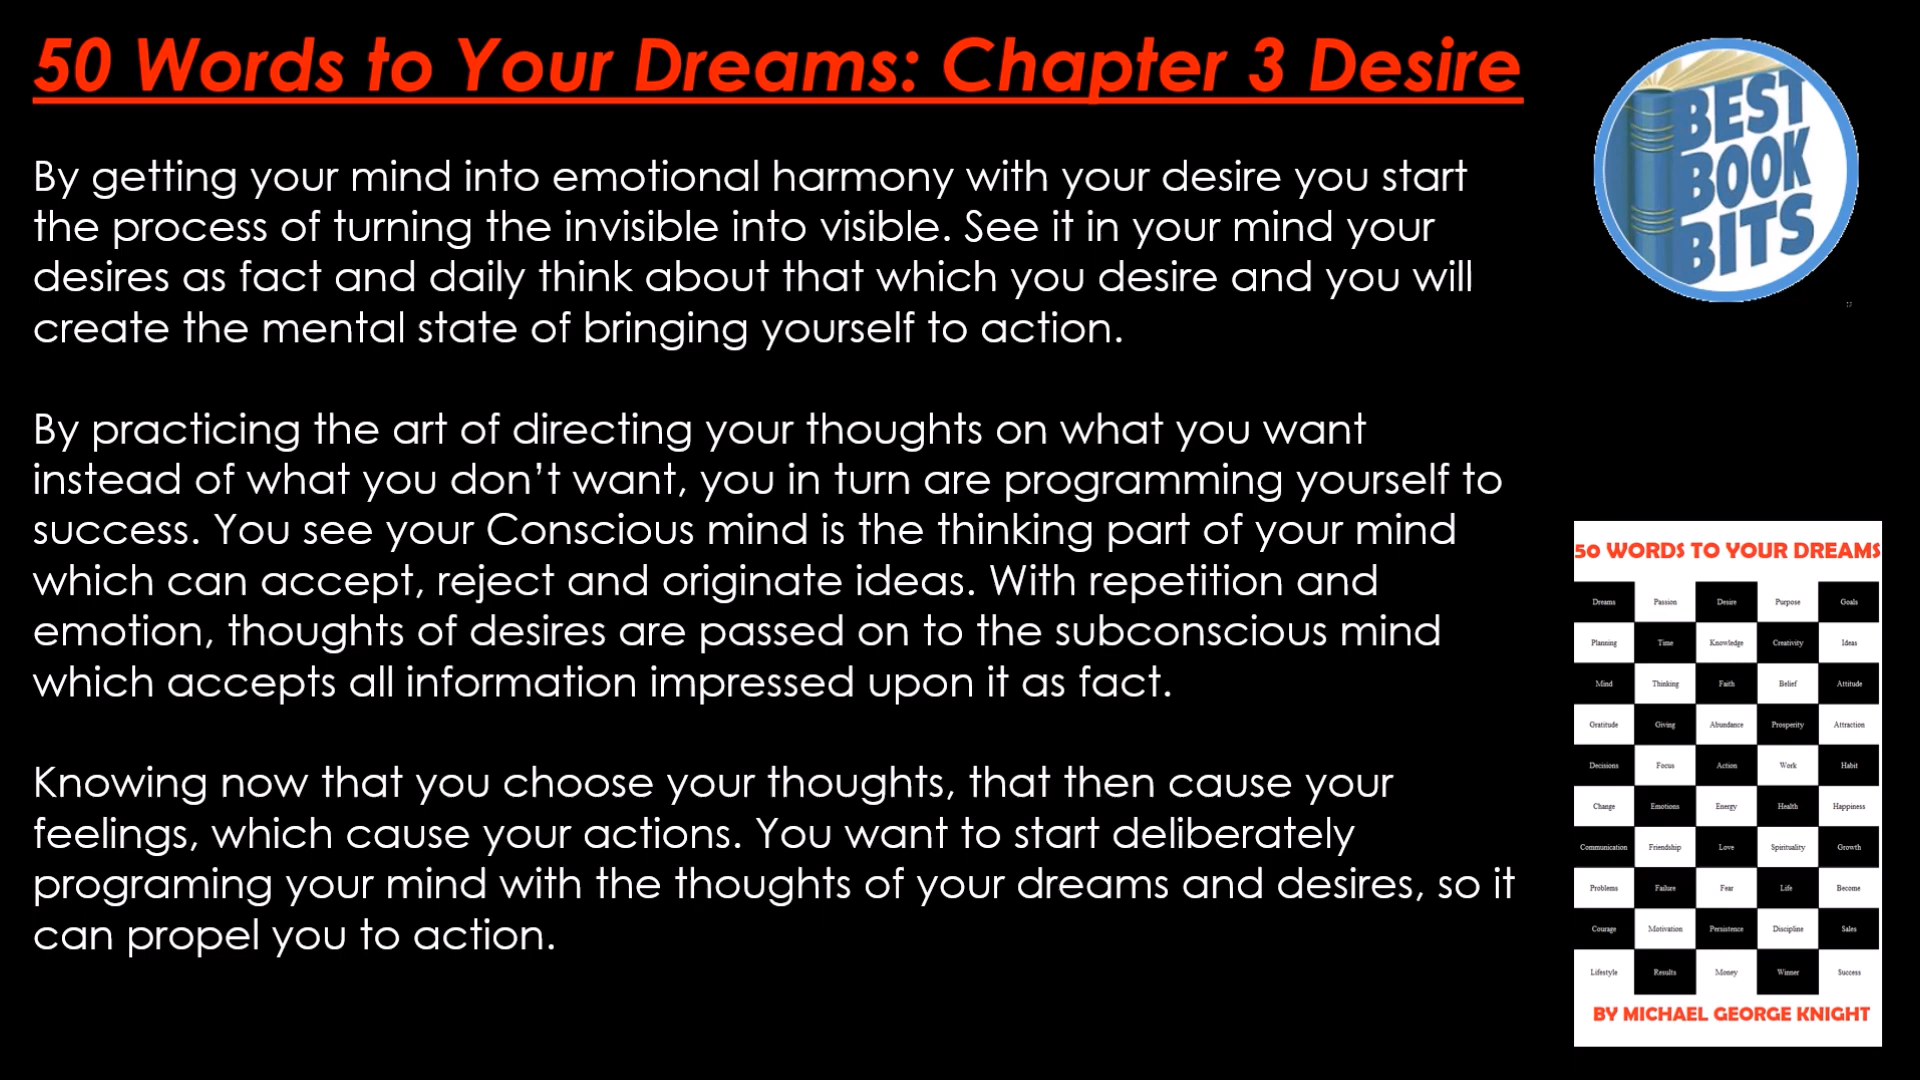 50 Words to Your Dreams: Chapter 3 Desire
By getting your mind into emotional harmony with your desire you start
the process of turning the invisible into visible. See it in your mind your
desires as fact and daily think about that which you desire and you will
create the mental state of bringing yourself to action.
By practicing the art of directing your thoughts on what you want
instead of what you don’t want, you in turn are programming yourself to
success. You see your Conscious mind is the thinking part of your mind
which can accept, reject and originate ideas. With repetition and
emotion, thoughts of desires are passed on to the subconscious mind
which accepts all information impressed upon it as fact.
Knowing now that you choose your thoughts, that then cause your
feelings, which cause your actions. You want to start deliberately
programing your mind with the thoughts of your dreams and desires, so it
can propel you to action.
BEST
BOOK
BITS
50 WORDS TO YOUR DREAMS
Dreams Passion Desire Purpose Goals
Planning Time Knowledge Creativity Ideas
Mind Thinking Faith Belief Attitude
Gratitude Giving Abundance Prosperity Attraction
Decisions Focus Action Work Habit
Change Emotions Energy Health Happiness
Communication Friendship Love Spirituality Growth
Problems Failure Fear Life Become
Courage Motivation Persistence Discipline Sales
Lifestyle Results Money Winner Success
BY MICHAEL GEORGE KNIGHT